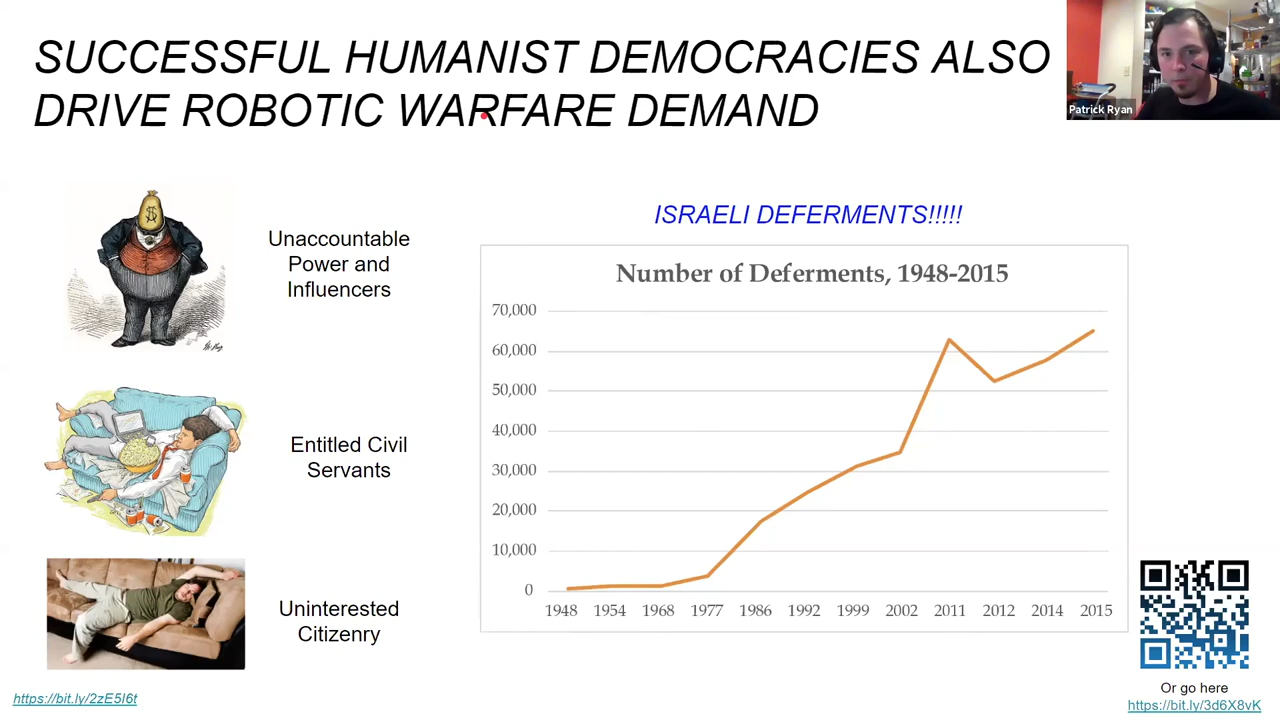 SUCCESSFUL HUMANIST DEMOCRACIES ALSO
DRIVE ROBOTIC WARFARE DEMAND
Patrick Ryan
Unaccountable
Power and
Influencers
Entitled Civil
Servants
Uninterested
Citizenry
https://bit.ly/2zE5I6t
ISRAELI DEFERMENTS!!!!!
Number of Deferments, 1948-2015
70,000
60,000
50,000
40,000
30,000
20,000
10,000
0
1948 1954 1968 1977 1986 1992 1999 2002 2011 2012 2014 2015
Or go here
https://bit.ly/3d6X8vK